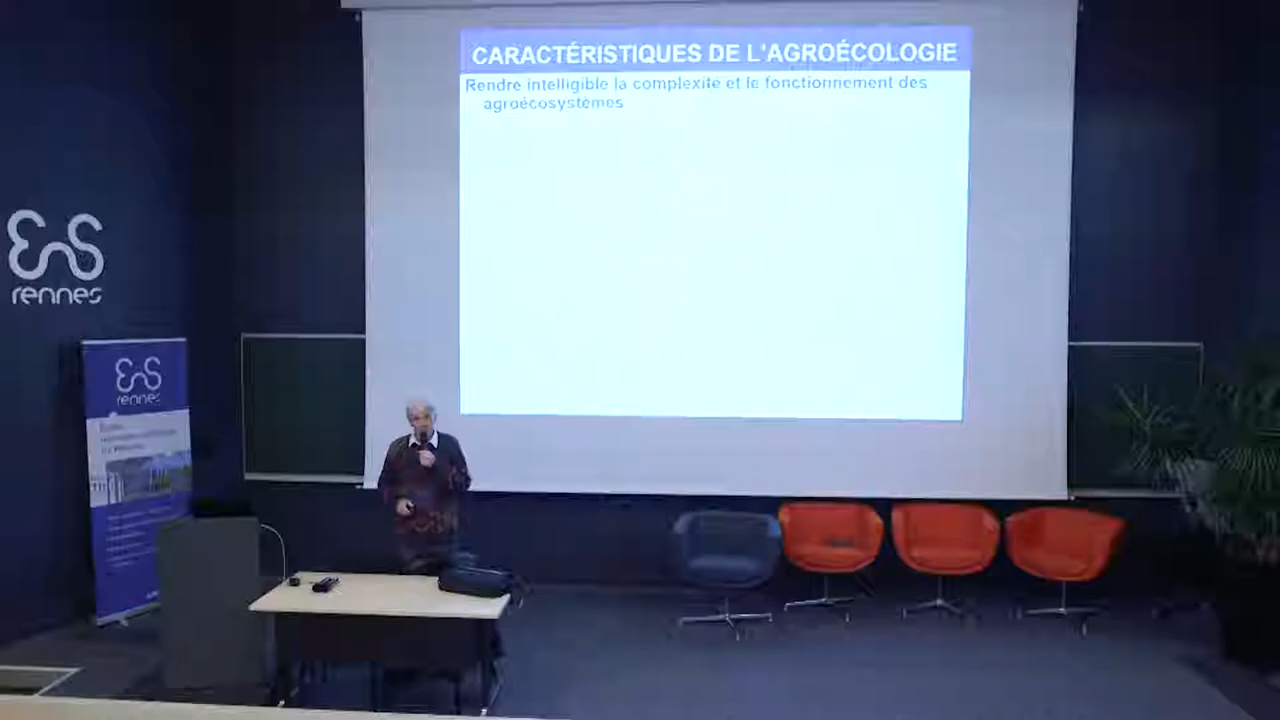 CARACTÉRISTIQUES DE L'AGROÉCOLOGIE
Rendre intelligible la complexité et le fonctionnement des
agroécosystèmes
ENS
rennes
ENS
rennes